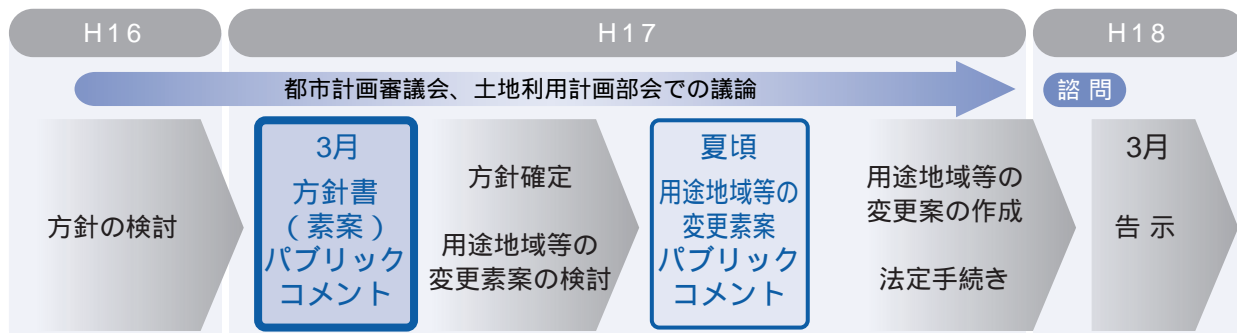 H16
H17
H18
都市計画審議会、土地利用計画部会での議論
諮 問
方針の検討
3月
方針書
（ 素案 ）
パブリック
コメント
方針確定
用途地域等の
変更素案の検討
夏頃
用途地域等の
変更素案
パブリック
コメント
用途地域等の
変更案の作成
法定手続き
3月
告 示